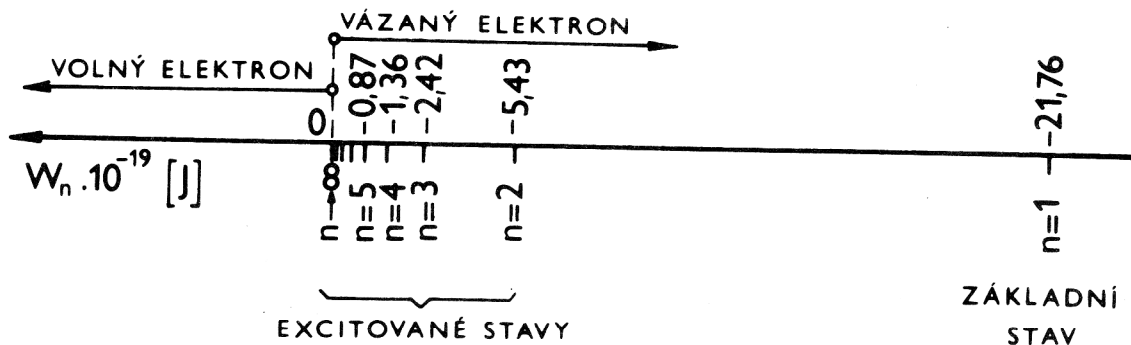 VÁZANÝ ELEKTRON
VOLNÝ ELEKTRON
0
-0,87
-1,36
-2,42
-5,43
-21,76
Wₙ.10⁻¹⁹ [J]
n→∞
n=5
n=4
n=3
n=2
n=1
EXCITOVANÉ STAVY
ZÁKLADNÍ
STAV